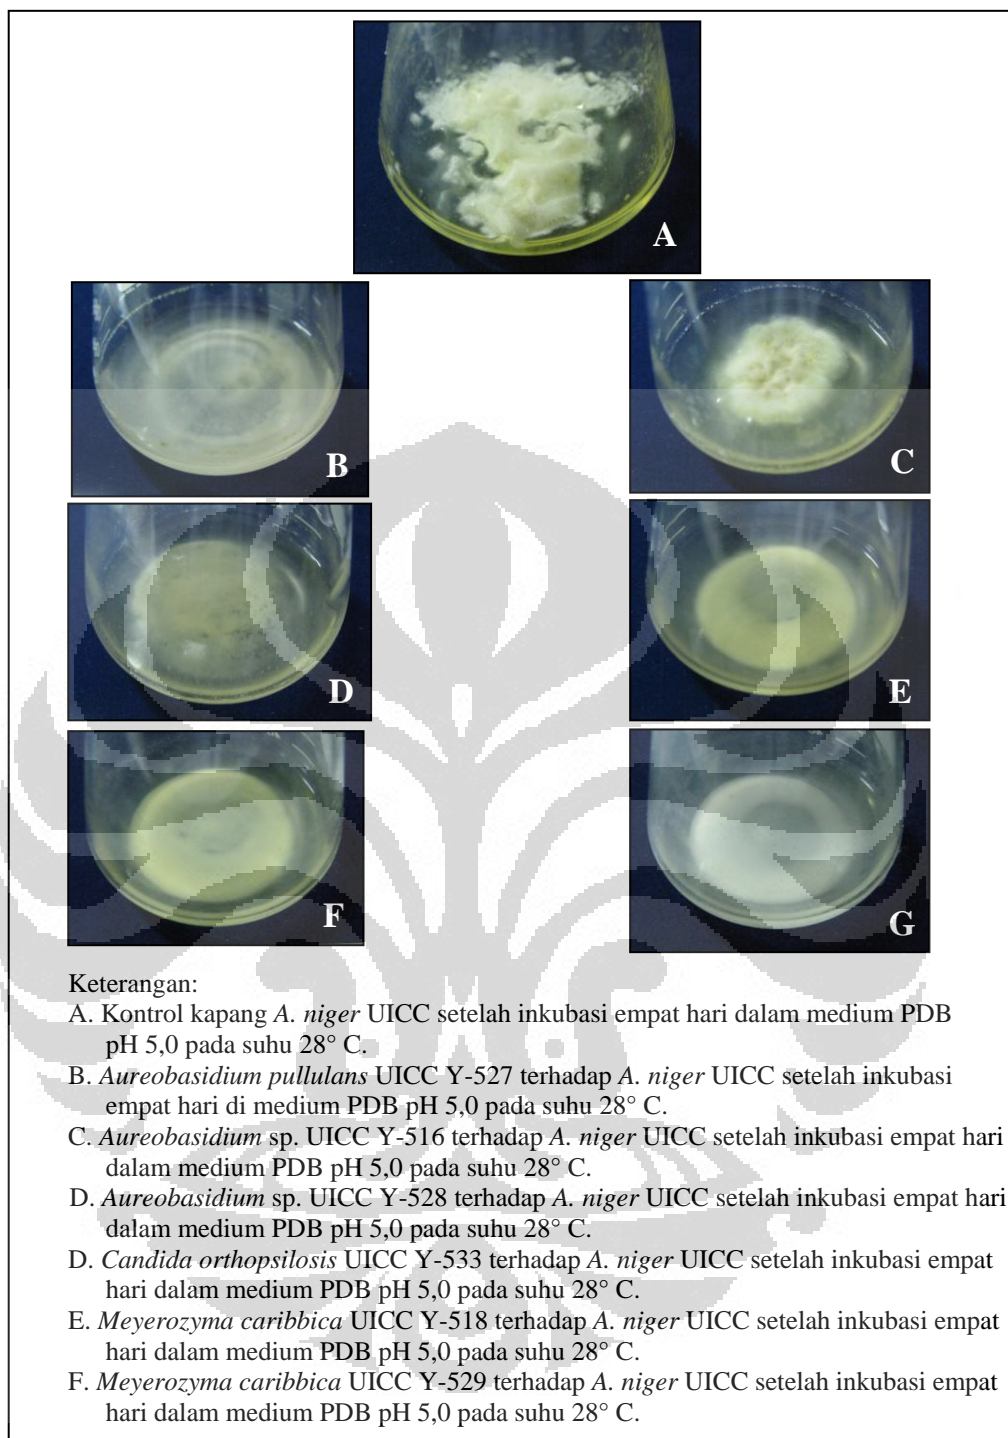 A
B
C
D
E
F
G
Keterangan:
A. Kontrol kapang A. niger UICC setelah inkubasi empat hari dalam medium PDB
pH 5,0 pada suhu 28° C.
B. Aureobasidium pullulans UICC Y-527 terhadap A. niger UICC setelah inkubasi
empat hari di medium PDB pH 5,0 pada suhu 28° C.
C. Aureobasidium sp. UICC Y-516 terhadap A. niger UICC setelah inkubasi empat hari
dalam medium PDB pH 5,0 pada suhu 28° C.
D. Aureobasidium sp. UICC Y-528 terhadap A. niger UICC setelah inkubasi empat hari
dalam medium PDB pH 5,0 pada suhu 28° C.
D. Candida orthopsilosis UICC Y-533 terhadap A. niger UICC setelah inkubasi empat
hari dalam medium PDB pH 5,0 pada suhu 28° C.
E. Meyerozyma caribbica UICC Y-518 terhadap A. niger UICC setelah inkubasi empat
hari dalam medium PDB pH 5,0 pada suhu 28° C.
F. Meyerozyma caribbica UICC Y-529 terhadap A. niger UICC setelah inkubasi empat
hari dalam medium PDB pH 5,0 pada suhu 28° C.